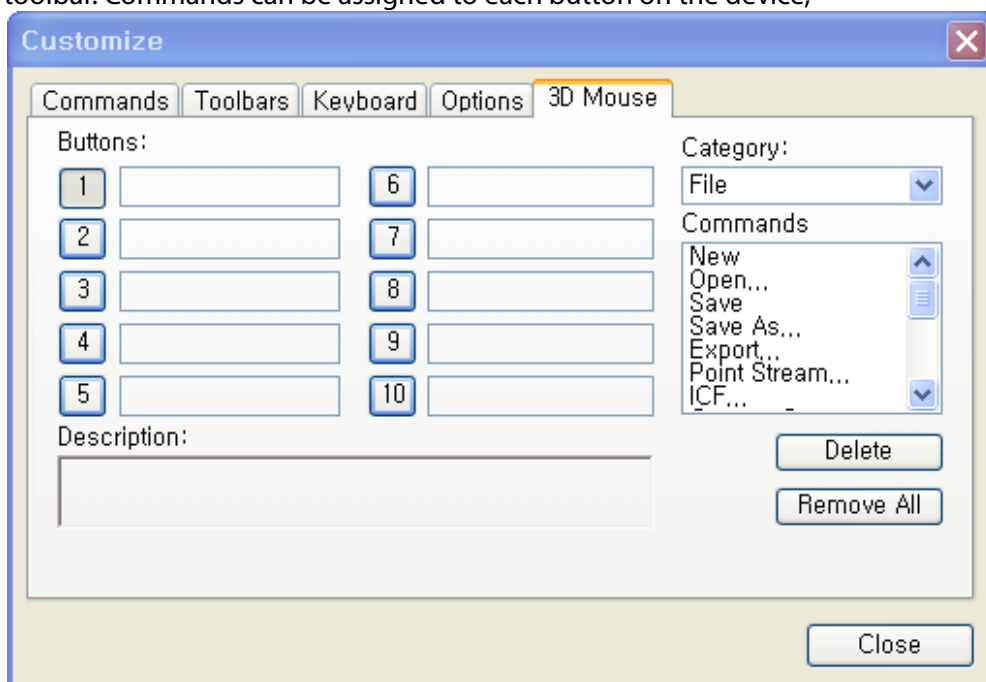 toolbar. Commands can be assigned to each button on the device,
Customize
Commands Toolbars Keyboard Options 3D Mouse
Buttons:
1 6
2 7
3 8
4 9
5 10
Description:
Category:
File
Commands
New
Open...
Save
Save As...
Export...
Point Stream...
ICF...
Delete
Remove All
Close